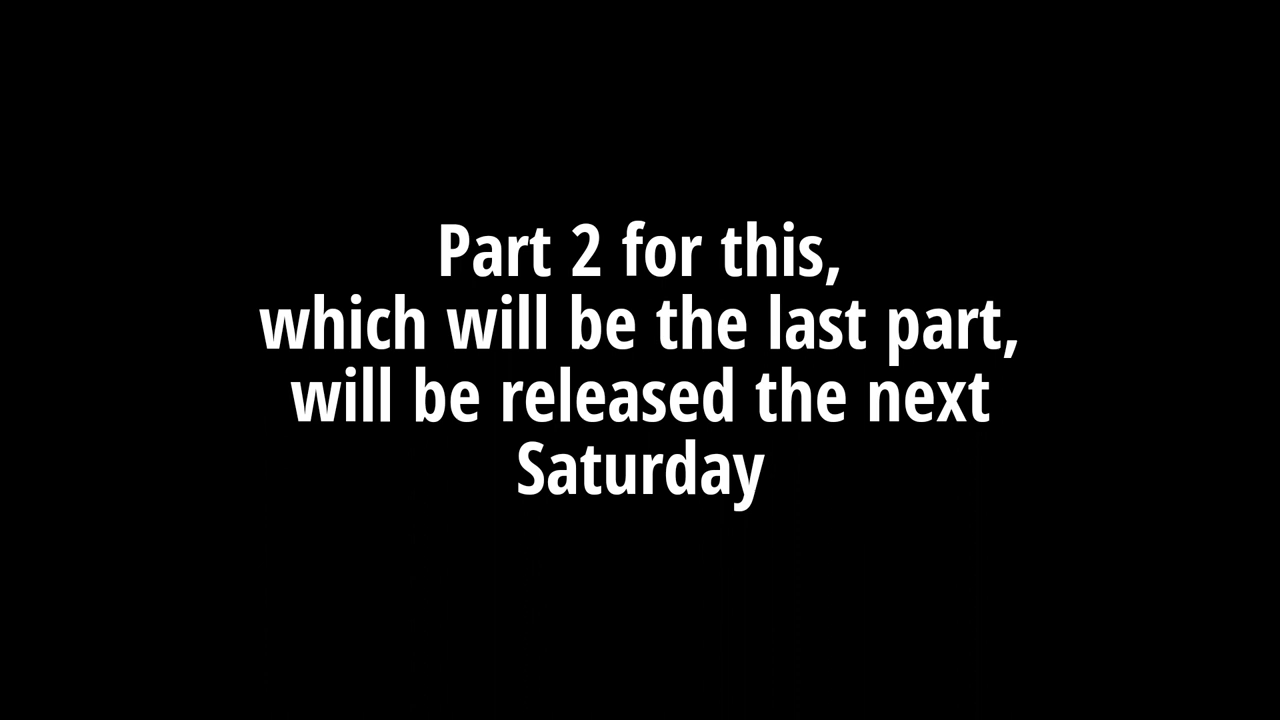 Part 2 for this,
which will be the last part,
will be released the next
Saturday